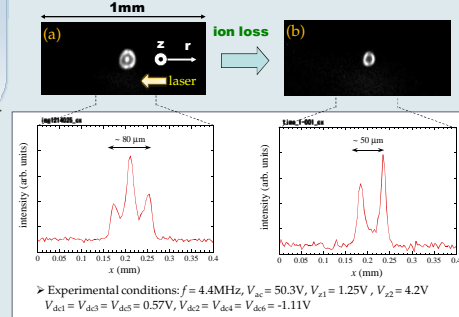 1mm
(a)
z
r
laser
ion loss
(b)
~ 80 μm
intensity (arb. units)
0 0.05 0.1 0.15 0.2 0.25 0.3 0.35 0.4
x (mm)
~ 50 μm
intensity (arb. units)
0 0.05 0.1 0.15 0.2 0.25 0.3 0.35 0.4
x (mm)
➤ Experimental conditions: f = 4.4MHz, Vac = 50.3V, Vz1 = 1.25V , Vz2 = 4.2V
Vdc1 = Vdc3 = Vdc5 = 0.57V, Vdc2 = Vdc4 = Vdc6 = -1.11V